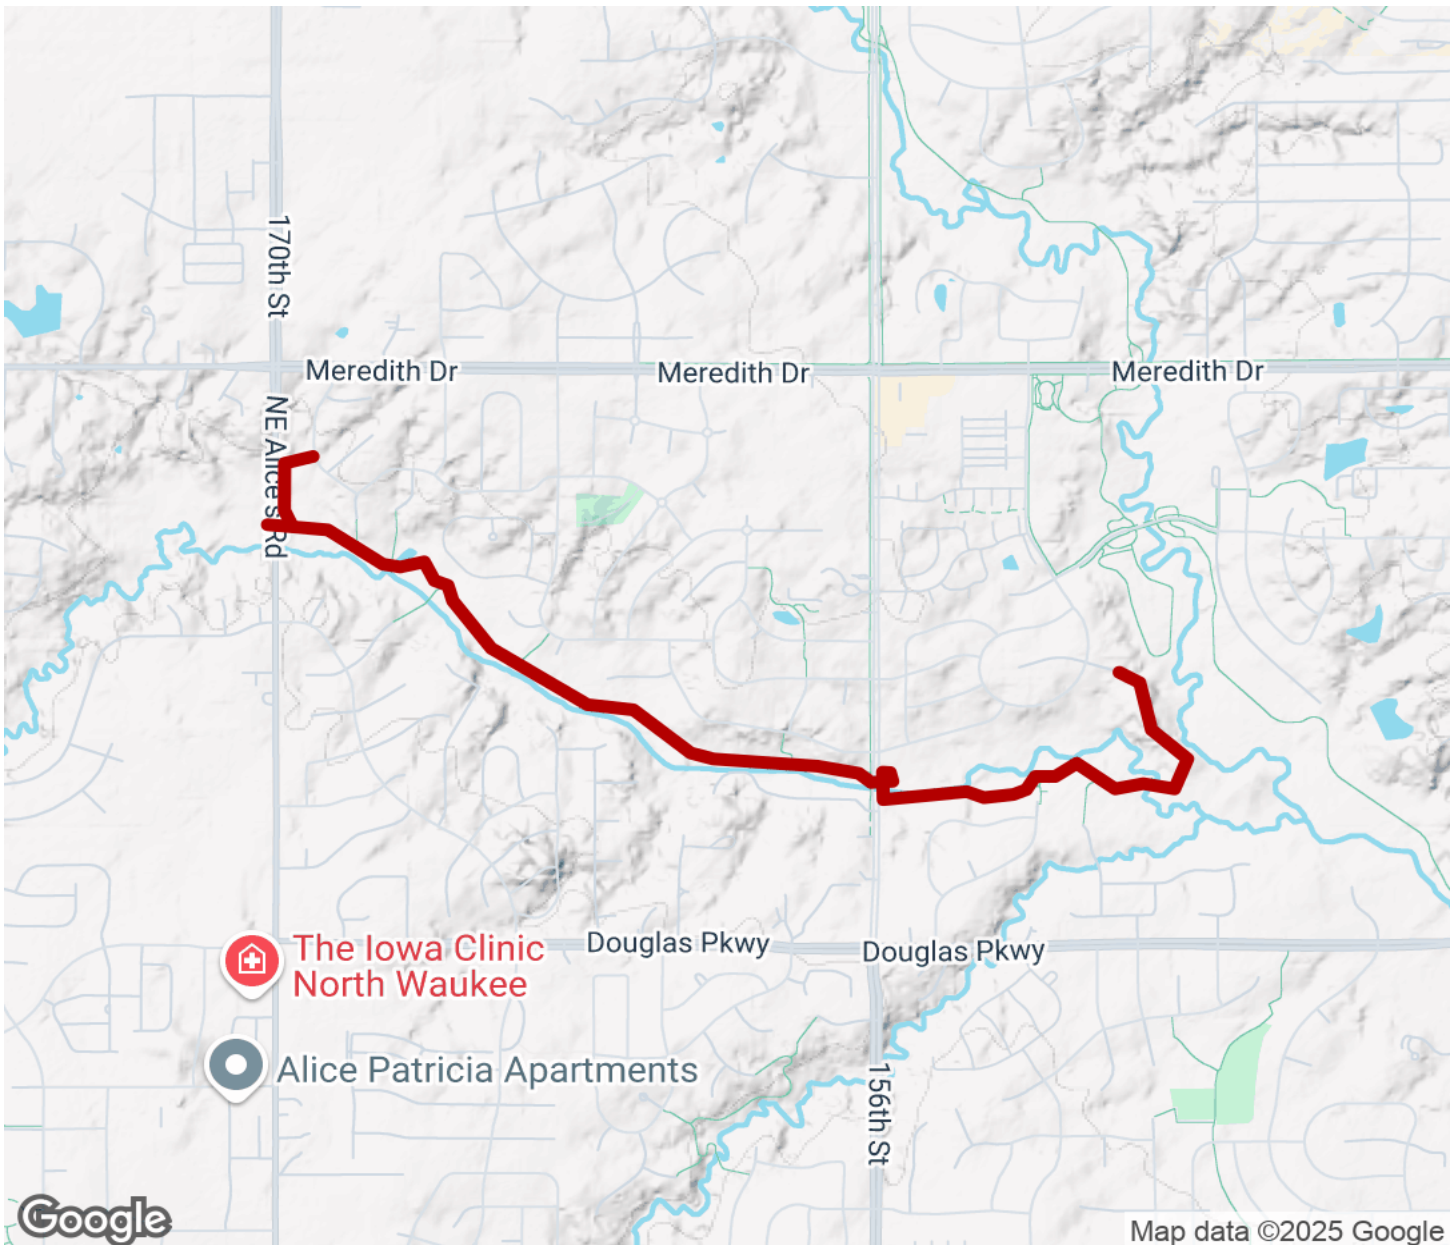 170th St
Meredith Dr
Meredith Dr
Meredith Dr
NE Alice's Rd
Douglas Pkwy
Douglas Pkwy
The Iowa Clinic
North Waukee
Alice Patricia Apartments
156th St
Google
Map data ©2025 Google